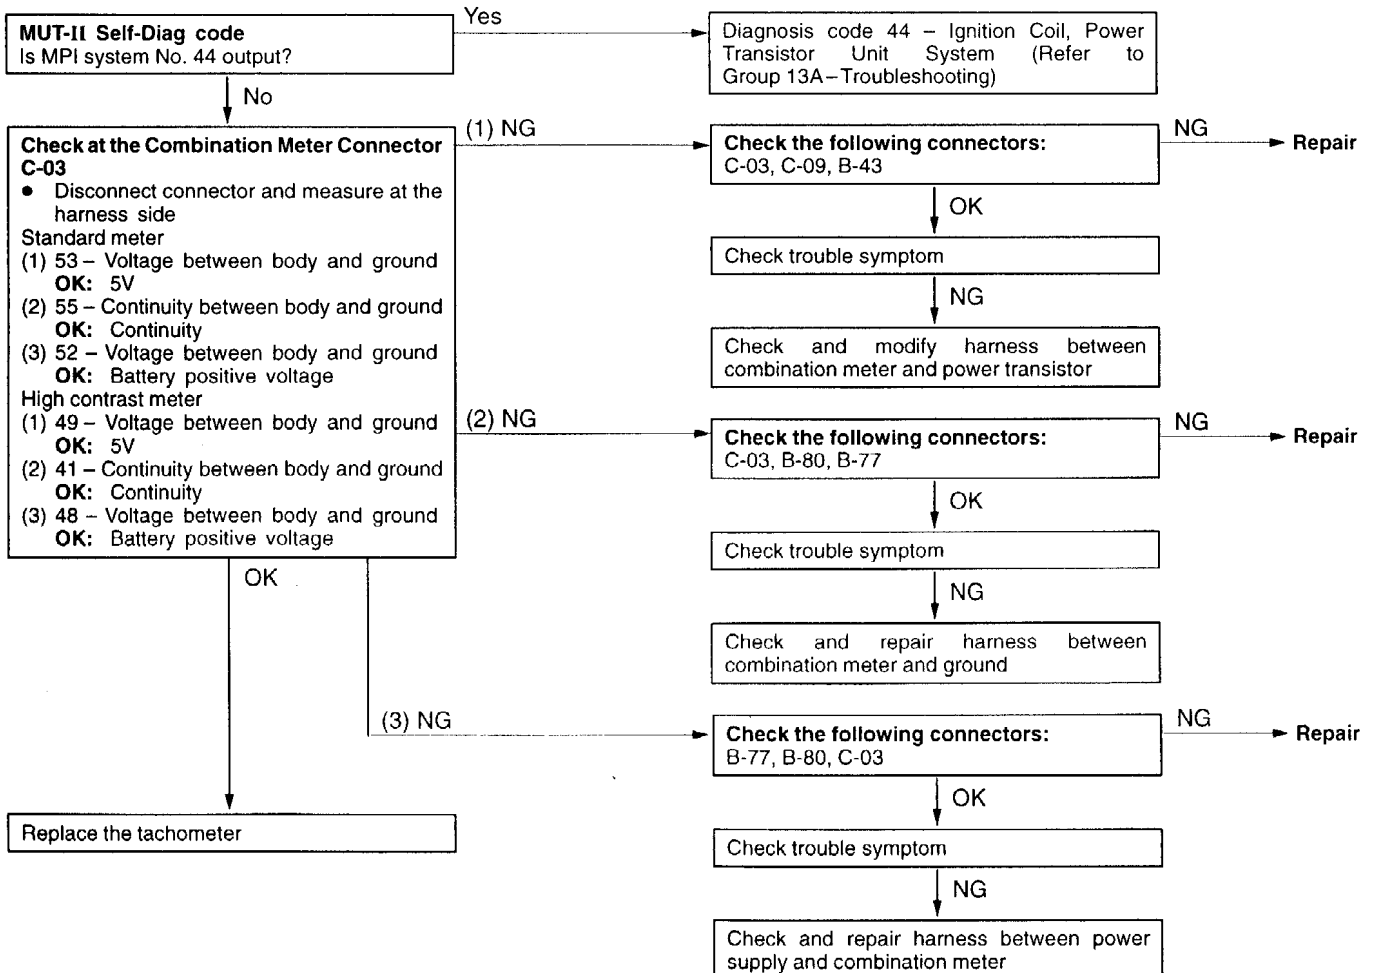 MUT-II Self-Diag code
Is MPI system No. 44 output?
Yes
Diagnosis code 44 – Ignition Coil, Power
Transistor Unit System (Refer to
Group 13A–Troubleshooting)
No
Check at the Combination Meter Connector
C-03
● Disconnect connector and measure at the
harness side
Standard meter
(1) 53 – Voltage between body and ground
OK: 5V
(2) 55 – Continuity between body and ground
OK: Continuity
(3) 52 – Voltage between body and ground
OK: Battery positive voltage
High contrast meter
(1) 49 – Voltage between body and ground
OK: 5V
(2) 41 – Continuity between body and ground
OK: Continuity
(3) 48 – Voltage between body and ground
OK: Battery positive voltage
(1) NG
Check the following connectors:
C-03, C-09, B-43
NG
Repair
OK
Check trouble symptom
NG
Check and modify harness between
combination meter and power transistor
(2) NG
Check the following connectors:
C-03, B-80, B-77
NG
Repair
OK
Check trouble symptom
NG
Check and repair harness between
combination meter and ground
(3) NG
Check the following connectors:
B-77, B-80, C-03
NG
Repair
OK
Check trouble symptom
NG
Check and repair harness between power
supply and combination meter
OK
Replace the tachometer